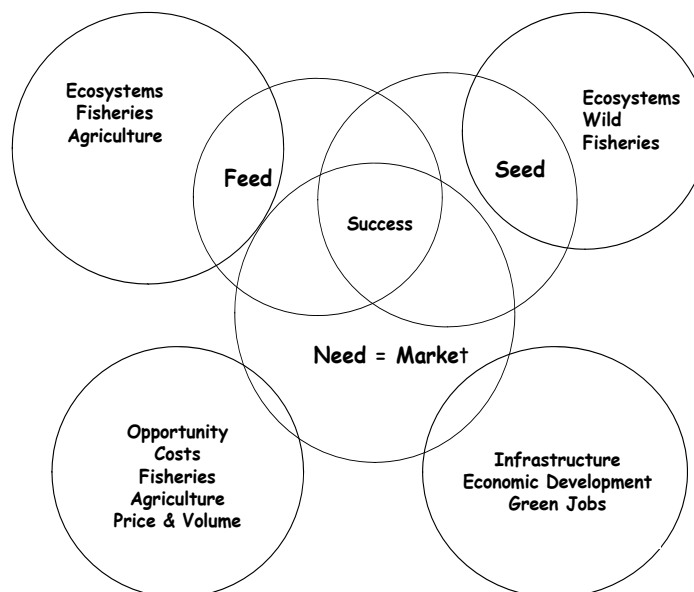 Ecosystems
Fisheries
Agriculture
Ecosystems
Wild
Fisheries
Feed
Seed
Success
Need = Market
Opportunity
Costs
Fisheries
Agriculture
Price & Volume
Infrastructure
Economic Development
Green Jobs